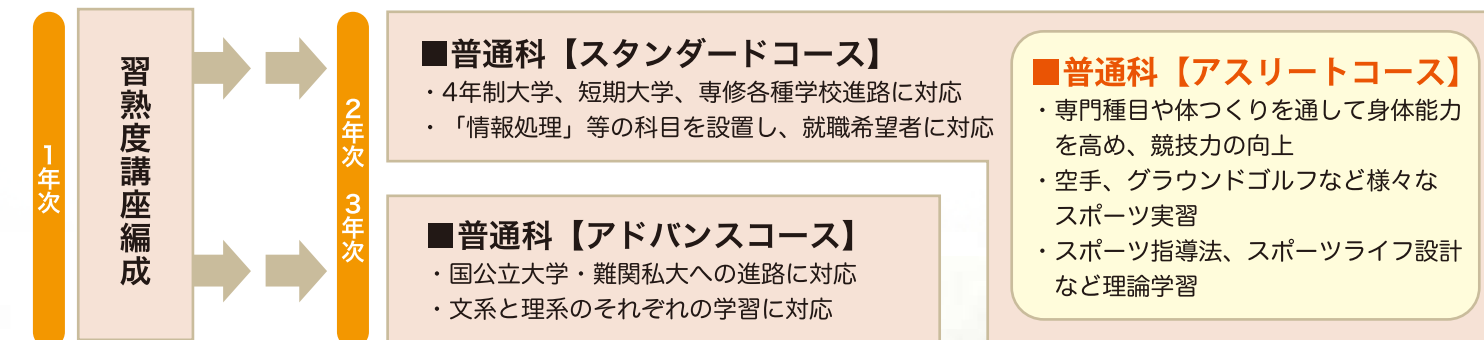 1年次
習熟度講座編成
2年次 3年次
■普通科【スタンダードコース】
・4年制大学、短期大学、専修各種学校進路に対応
・「情報処理」等の科目を設置し、就職希望者に対応
■普通科【アドバンスコース】
・国公立大学・難関私大への進路に対応
・文系と理系のそれぞれの学習に対応
■普通科【アスリートコース】
・専門種目や体つくりを通して身体能力
を高め、競技力の向上
・空手、グラウンドゴルフなど様々な
スポーツ実習
・スポーツ指導法、スポーツライフ設計
など理論学習